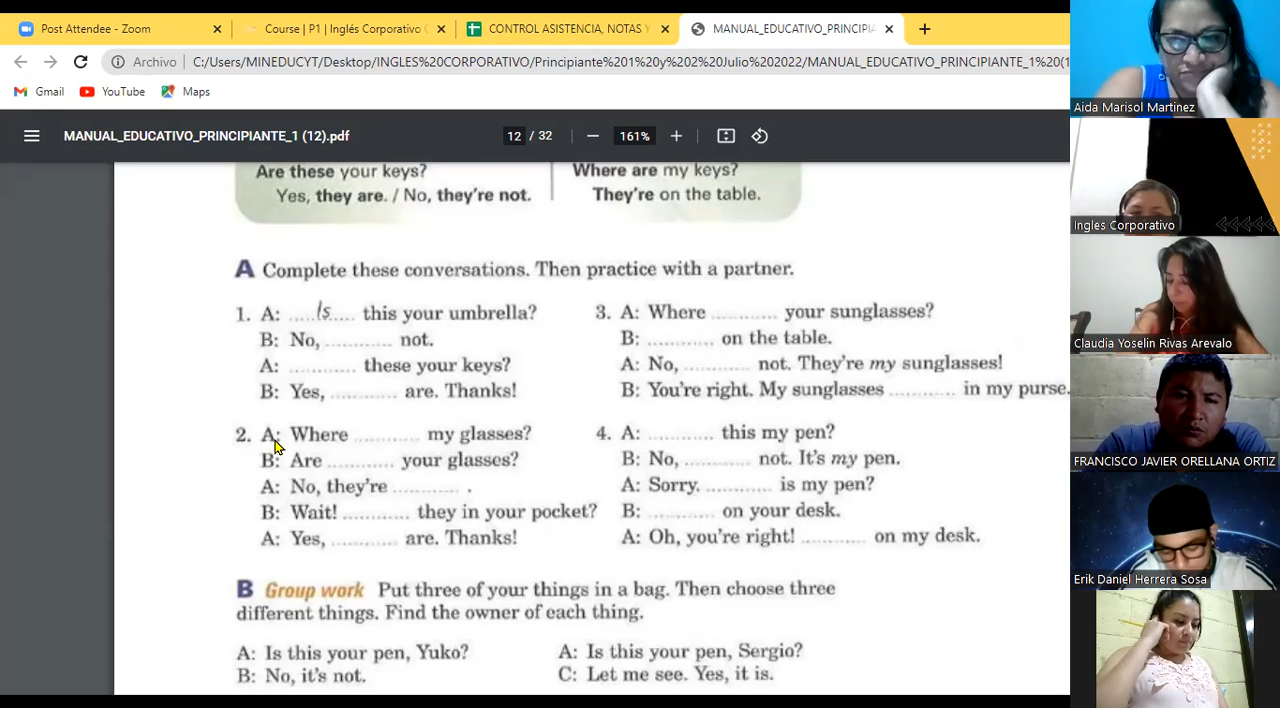 Post Attendee - Zoom
Course | P1 | Inglés Corporativo
CONTROL ASISTENCIA, NOTAS Y
MANUAL_EDUCATIVO_PRINCIPIA
Archivo
C:/Users/MINEDUCYT/Desktop/INGLES%20CORPORATIVO/Principiante%201%20y%202%20Julio%202022/MANUAL_EDUCATIVO_PRINCIPIANTE_1%20(1
Gmail
YouTube
Maps
MANUAL_EDUCATIVO_PRINCIPIANTE_1 (12).pdf
12 / 32
161%
Are these your keys?
Yes, they are. / No, they're not.
Where are my keys?
They're on the table.
A Complete these conversations. Then practice with a partner.
1. A: .....Is.... this your umbrella?
B: No, ............ not.
A: ............ these your keys?
B: Yes, ............ are. Thanks!
2. A: Where ............ my glasses?
B: Are ............ your glasses?
A: No, they're ............ .
B: Wait! ............ they in your pocket?
A: Yes, ............ are. Thanks!
3. A: Where ............ your sunglasses?
B: ............ on the table.
A: No, ............ not. They're my sunglasses!
B: You're right. My sunglasses ............ in my purse.
4. A: ............ this my pen?
B: No, ............ not. It's my pen.
A: Sorry. ............ is my pen?
B: ............ on your desk.
A: Oh, you're right! ............ on my desk.
B Group work Put three of your things in a bag. Then choose three
different things. Find the owner of each thing.
A: Is this your pen, Yuko?
B: No, it's not.
A: Is this your pen, Sergio?
C: Let me see. Yes, it is.
Aida Marisol Martinez
Ingles Corporativo
Claudia Yoselin Rivas Arevalo
FRANCISCO JAVIER ORELLANA ORTIZ
Erik Daniel Herrera Sosa